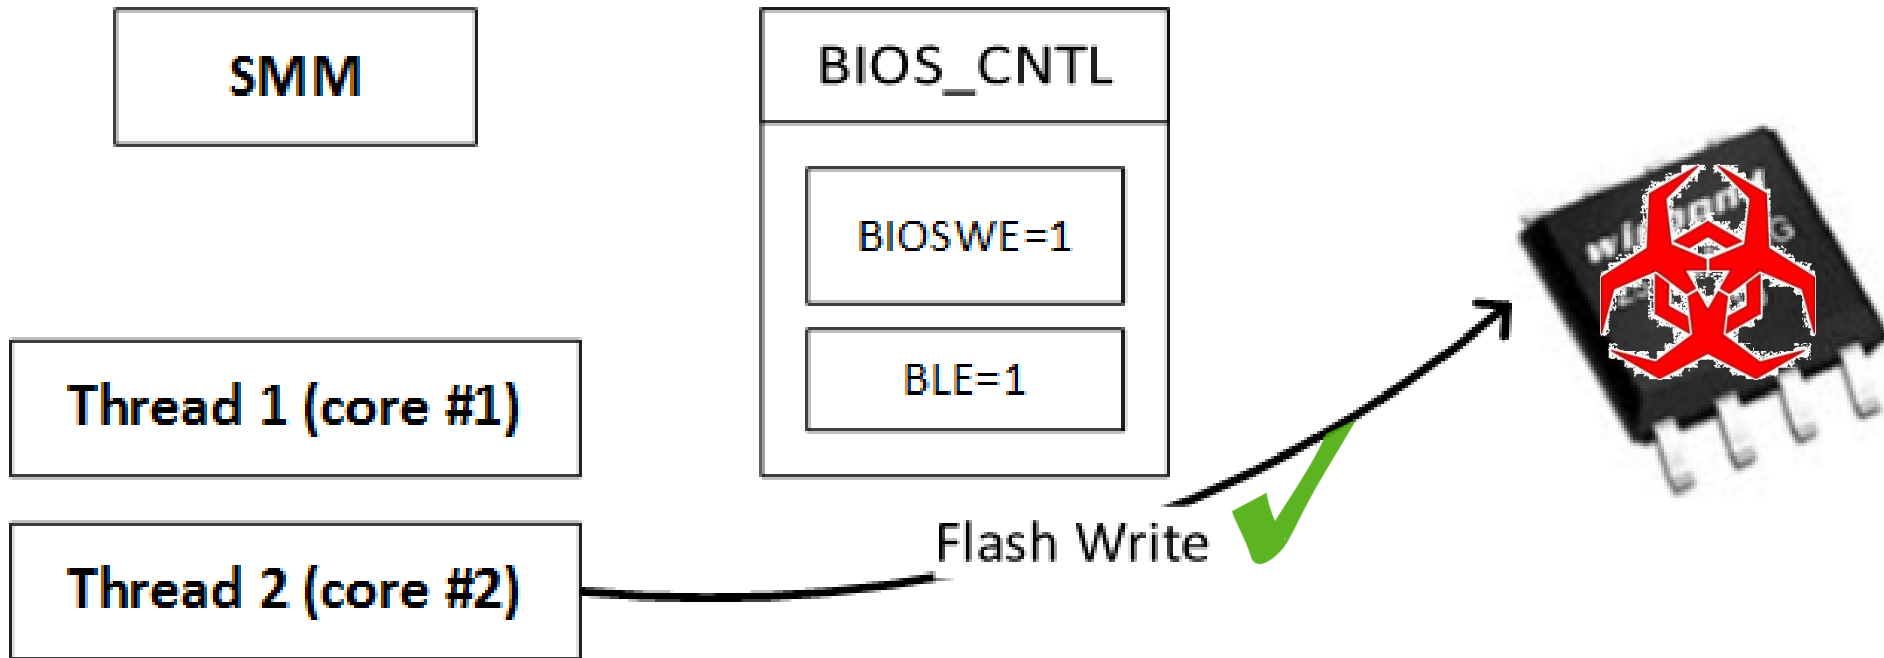 SMM
BIOS_CNTL
BIOSWE=1
BLE=1
Thread 1 (core #1)
Thread 2 (core #2)
Flash Write